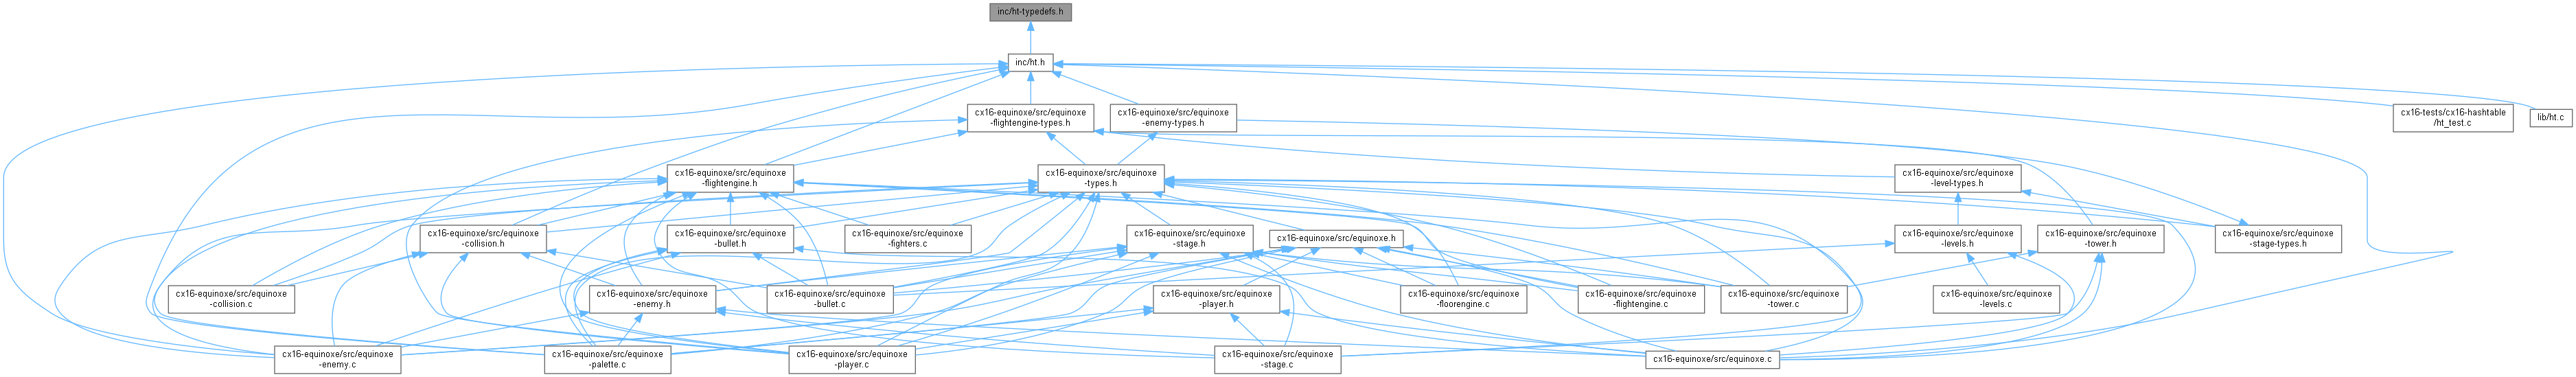 inc/ht-typedefs.h
inc/ht.h
cx16-equinoxe/src/equinoxe
-flightengine-types.h
cx16-equinoxe/src/equinoxe
-enemy-types.h
cx16-tests/cx16-hashtable
/ht_test.c
lib/ht.c
cx16-equinoxe/src/equinoxe
-flightengine.h
cx16-equinoxe/src/equinoxe
-types.h
cx16-equinoxe/src/equinoxe
-level-types.h
cx16-equinoxe/src/equinoxe
-collision.h
cx16-equinoxe/src/equinoxe
-bullet.h
cx16-equinoxe/src/equinoxe
-fighters.c
cx16-equinoxe/src/equinoxe
-stage.h
cx16-equinoxe/src/equinoxe.h
cx16-equinoxe/src/equinoxe
-levels.h
cx16-equinoxe/src/equinoxe
-tower.h
cx16-equinoxe/src/equinoxe
-stage-types.h
cx16-equinoxe/src/equinoxe
-collision.c
cx16-equinoxe/src/equinoxe
-enemy.h
cx16-equinoxe/src/equinoxe
-bullet.c
cx16-equinoxe/src/equinoxe
-player.h
cx16-equinoxe/src/equinoxe
-floorengine.c
cx16-equinoxe/src/equinoxe
-flightengine.c
cx16-equinoxe/src/equinoxe
-tower.c
cx16-equinoxe/src/equinoxe
-levels.c
cx16-equinoxe/src/equinoxe
-enemy.c
cx16-equinoxe/src/equinoxe
-palette.c
cx16-equinoxe/src/equinoxe
-player.c
cx16-equinoxe/src/equinoxe
-stage.c
cx16-equinoxe/src/equinoxe.c